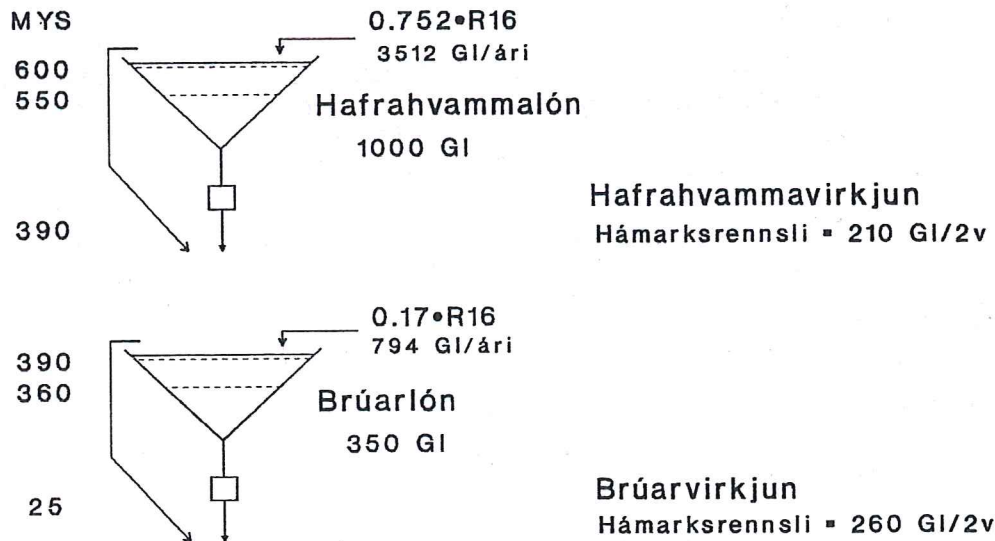 MYS
0.752•R16
3512 Gl/ári
600
550
Hafrahvammalón
1000 Gl
Hafrahvammavirkjun
390
Hámarksrennsli = 210 Gl/2v
0.17•R16
794 Gl/ári
390
360
Brúarlón
350 Gl
Brúarvirkjun
25
Hámarksrennsli = 260 Gl/2v